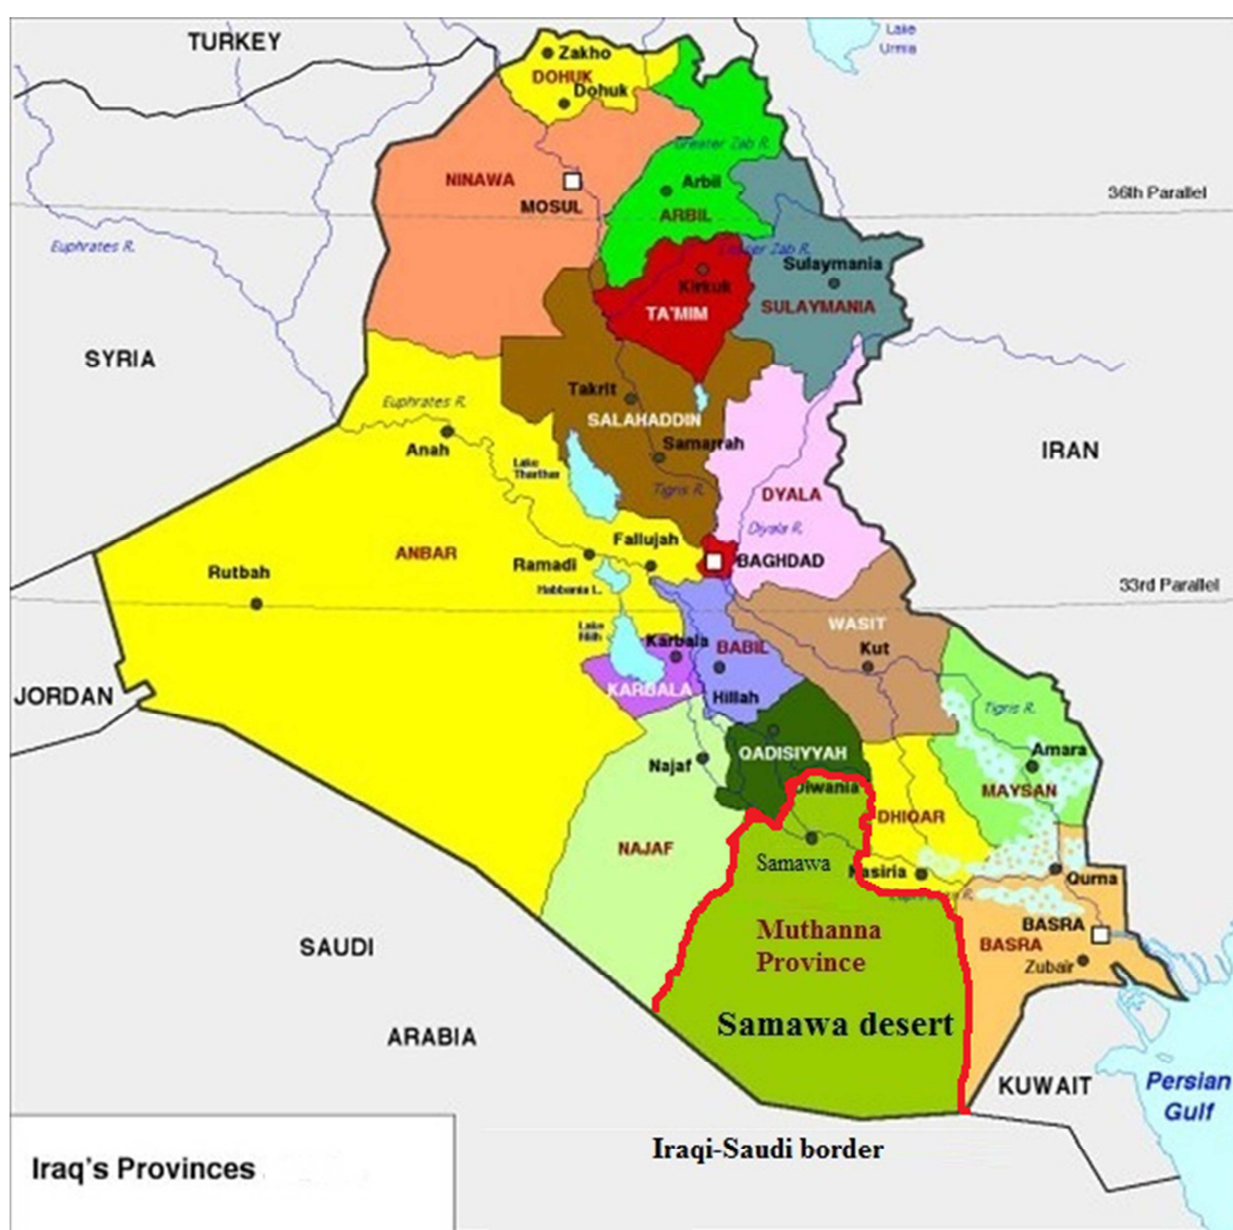 TURKEY
Lake
Urmia
Zakho
DOHUK
Dohuk
Greater Zab R.
NINAWA
Arbil
36th Parallel
MOSUL
ARBIL
Euphrates R.
Lesser Zab R.
Sulaymania
Kirkuk
TA'MIM
SULAYMANIA
SYRIA
Takrit
Euphrates R.
SALAHADDIN
Anah
Samarrah
IRAN
Lake
Tharthar
Tigris R.
DYALA
Diyala R.
Fallujah
ANBAR
Ramadi
BAGHDAD
Rutbah
Habbania L.
33rd Parallel
Lake
Milh
WASIT
Karbala
BABIL
Kut
JORDAN
KARBALA
Hillah
Tigris R.
QADISIYYAH
Amara
Najaf
Diwania
MAYSAN
DHIQAR
NAJAF
Samawa
Nasiria
Qurna
Euphrates R.
Muthanna
Province
BASRA
BASRA
SAUDI
Zubair
Samawa desert
ARABIA
KUWAIT
Persian
Gulf
Iraqi-Saudi border
Iraq's Provinces